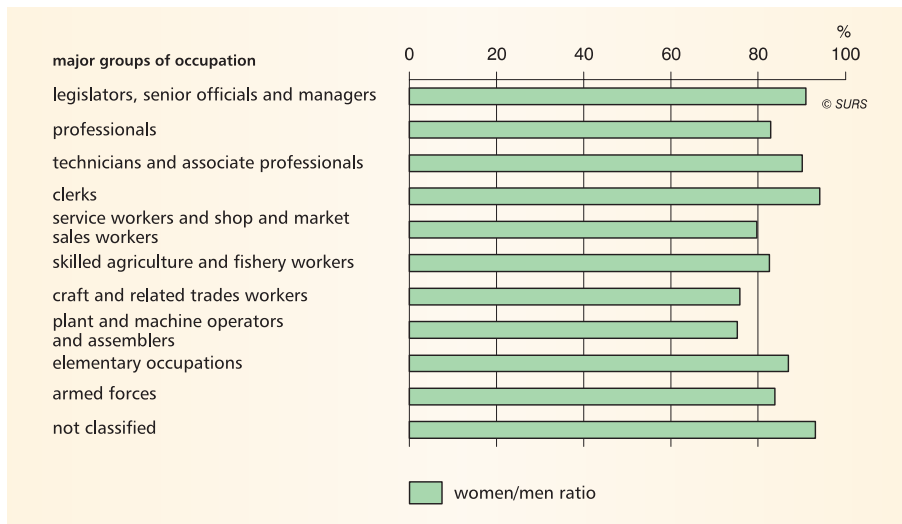 %
major groups of occupation
0 20 40 60 80 100
legislators, senior officials and managers
© SURS
professionals
technicians and associate professionals
clerks
service workers and shop and market
sales workers
skilled agriculture and fishery workers
craft and related trades workers
plant and machine operators
and assemblers
elementary occupations
armed forces
not classified
women/men ratio